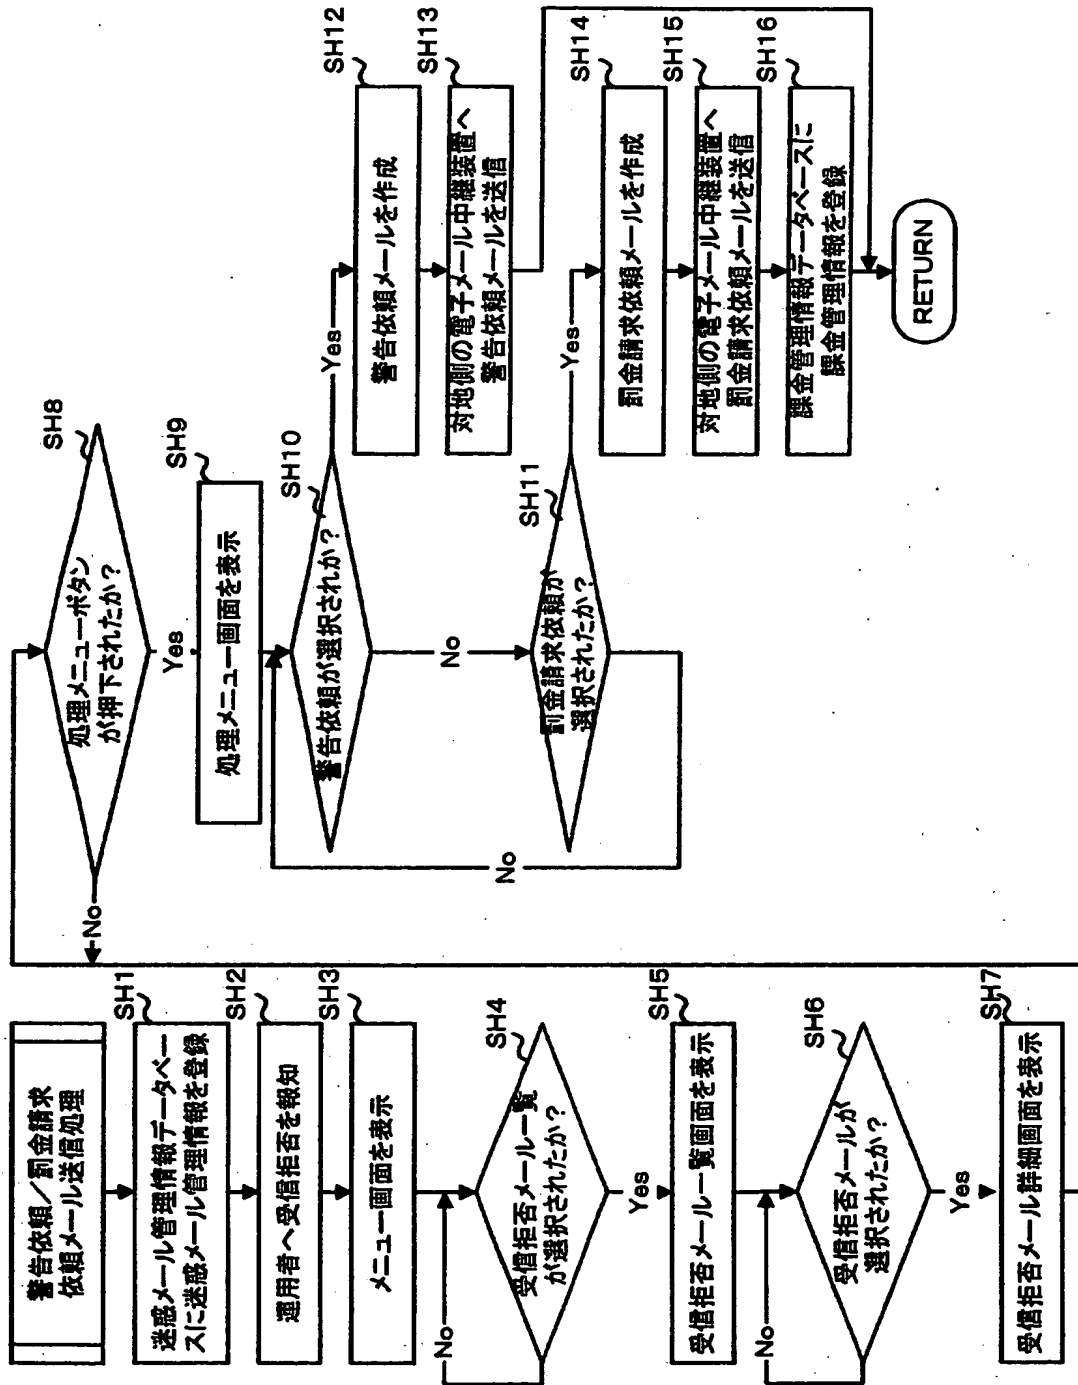 警告依頼／罰金請求
依頼メール送信処理
SH1
迷惑メール管理情報データベー
スに迷惑メール管理情報を登録
SH2
運用者へ受信拒否を報知
SH3
メニュー画面を表示
SH4
受信拒否メール一覧
が選択されたか？
No
Yes
SH5
受信拒否メール一覧画面を表示
SH6
受信拒否メールが
選択されたか？
No
Yes
SH7
受信拒否メール詳細画面を表示
SH8
処理メニューボタン
が押下されたか？
No
Yes
SH9
処理メニュー画面を表示
SH10
警告依頼が選択されか？
Yes
No
SH11
罰金請求依頼が
選択されたか？
Yes
No
SH12
警告依頼メールを作成
SH13
対地側の電子メール中継装置へ
警告依頼メールを送信
SH14
罰金請求依頼メールを作成
SH15
対地側の電子メール中継装置へ
罰金請求依頼メールを送信
SH16
課金管理情報データベースに
課金管理情報を登録
RETURN